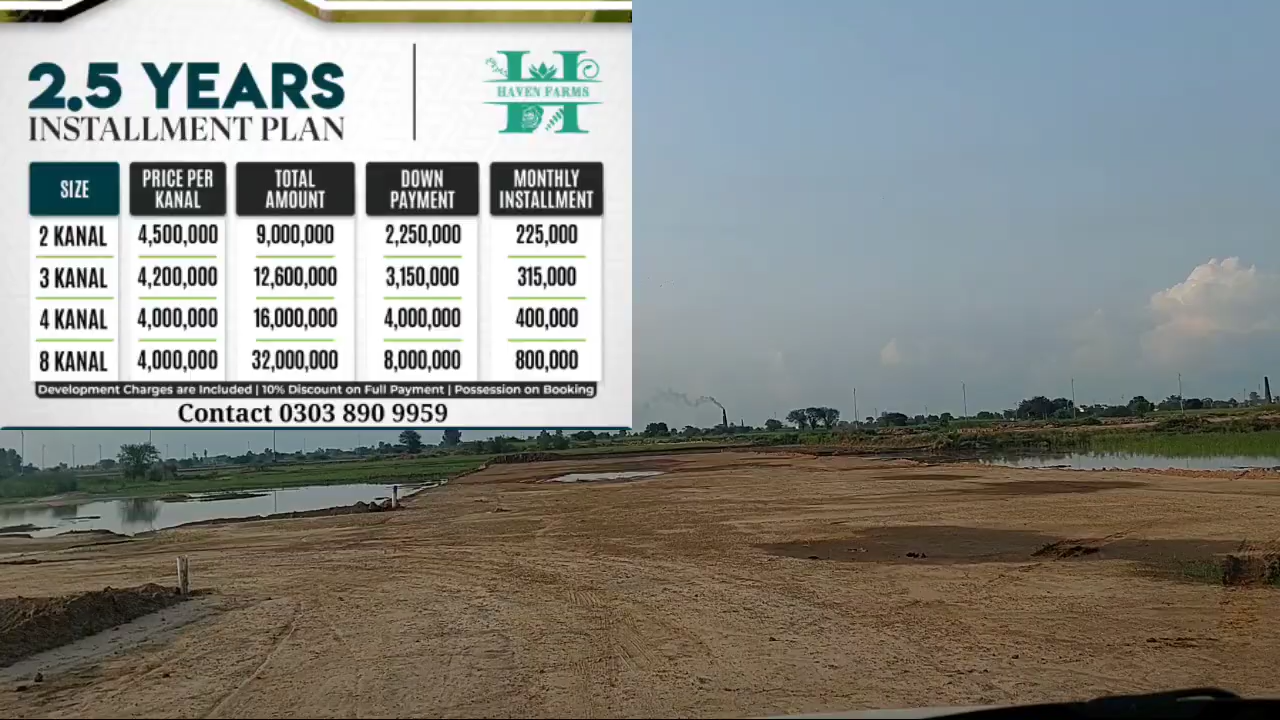 2.5 YEARS
INSTALLMENT PLAN
H
HAVEN FARMS
SIZE PRICE PER KANAL TOTAL AMOUNT DOWN PAYMENT MONTHLY INSTALLMENT
2 KANAL 4,500,000 9,000,000 2,250,000 225,000
3 KANAL 4,200,000 12,600,000 3,150,000 315,000
4 KANAL 4,000,000 16,000,000 4,000,000 400,000
8 KANAL 4,000,000 32,000,000 8,000,000 800,000
Development Charges are Included | 10% Discount on Full Payment | Possession on Booking
Contact 0303 890 9959